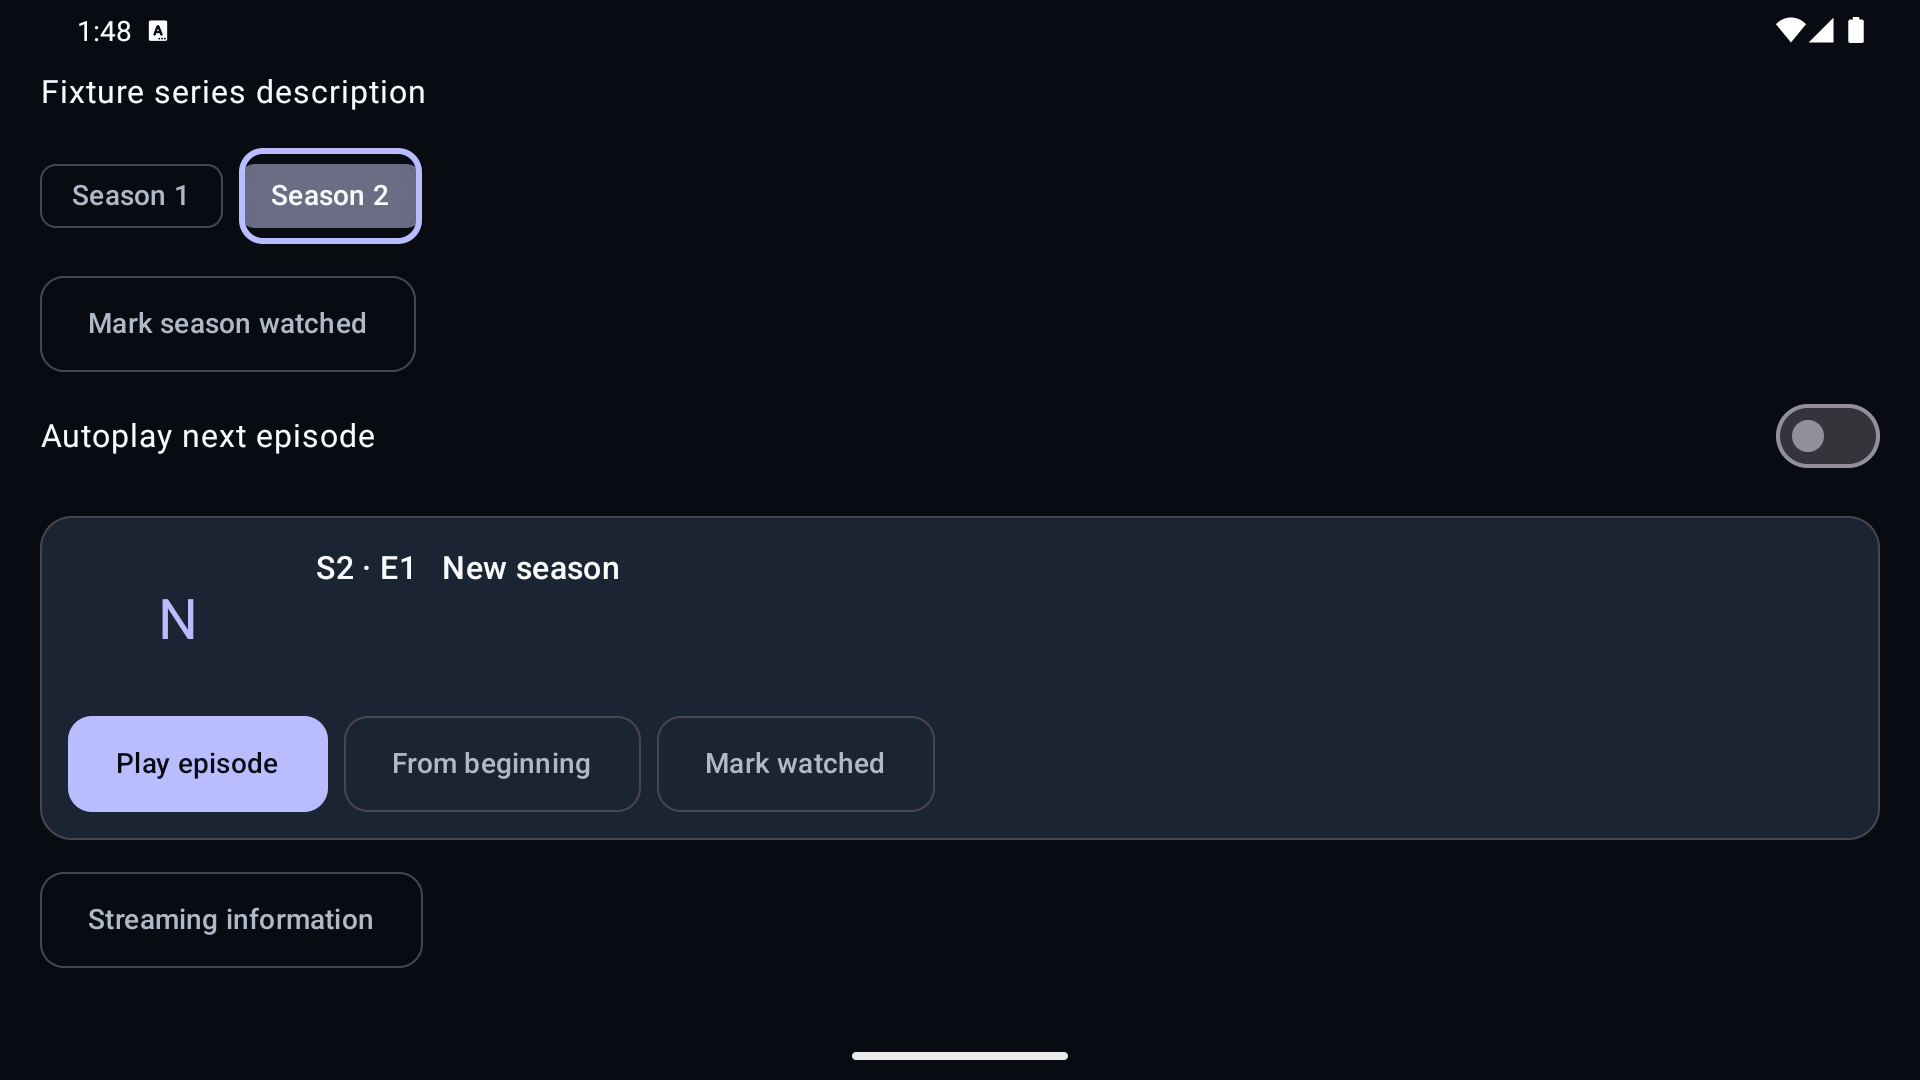 1:48
Fixture series description
Season 1 Season 2
Mark season watched
Autoplay next episode
S2 · E1 New season
N
Play episode From beginning Mark watched
Streaming information